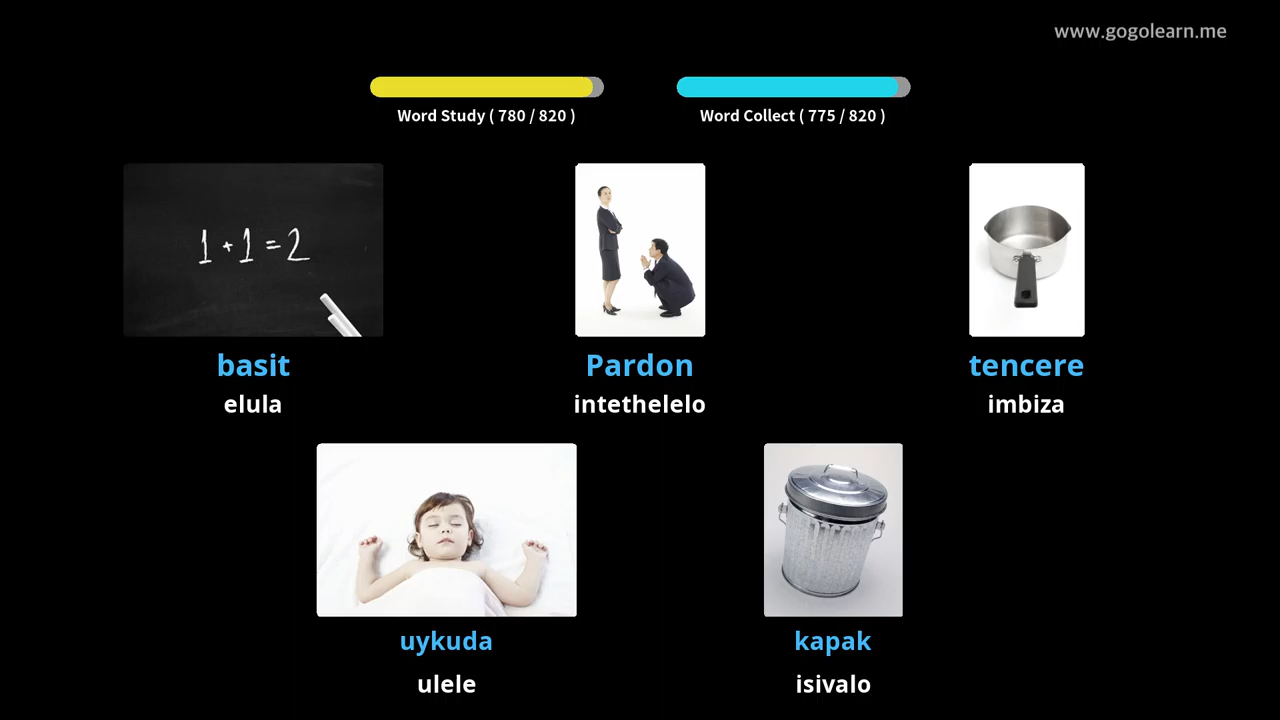 www.gogolearn.me
Word Study ( 780 / 820 )
Word Collect ( 775 / 820 )
1 + 1 = 2
basit
elula
Pardon
intethelelo
tencere
imbiza
uykuda
ulele
kapak
isivalo